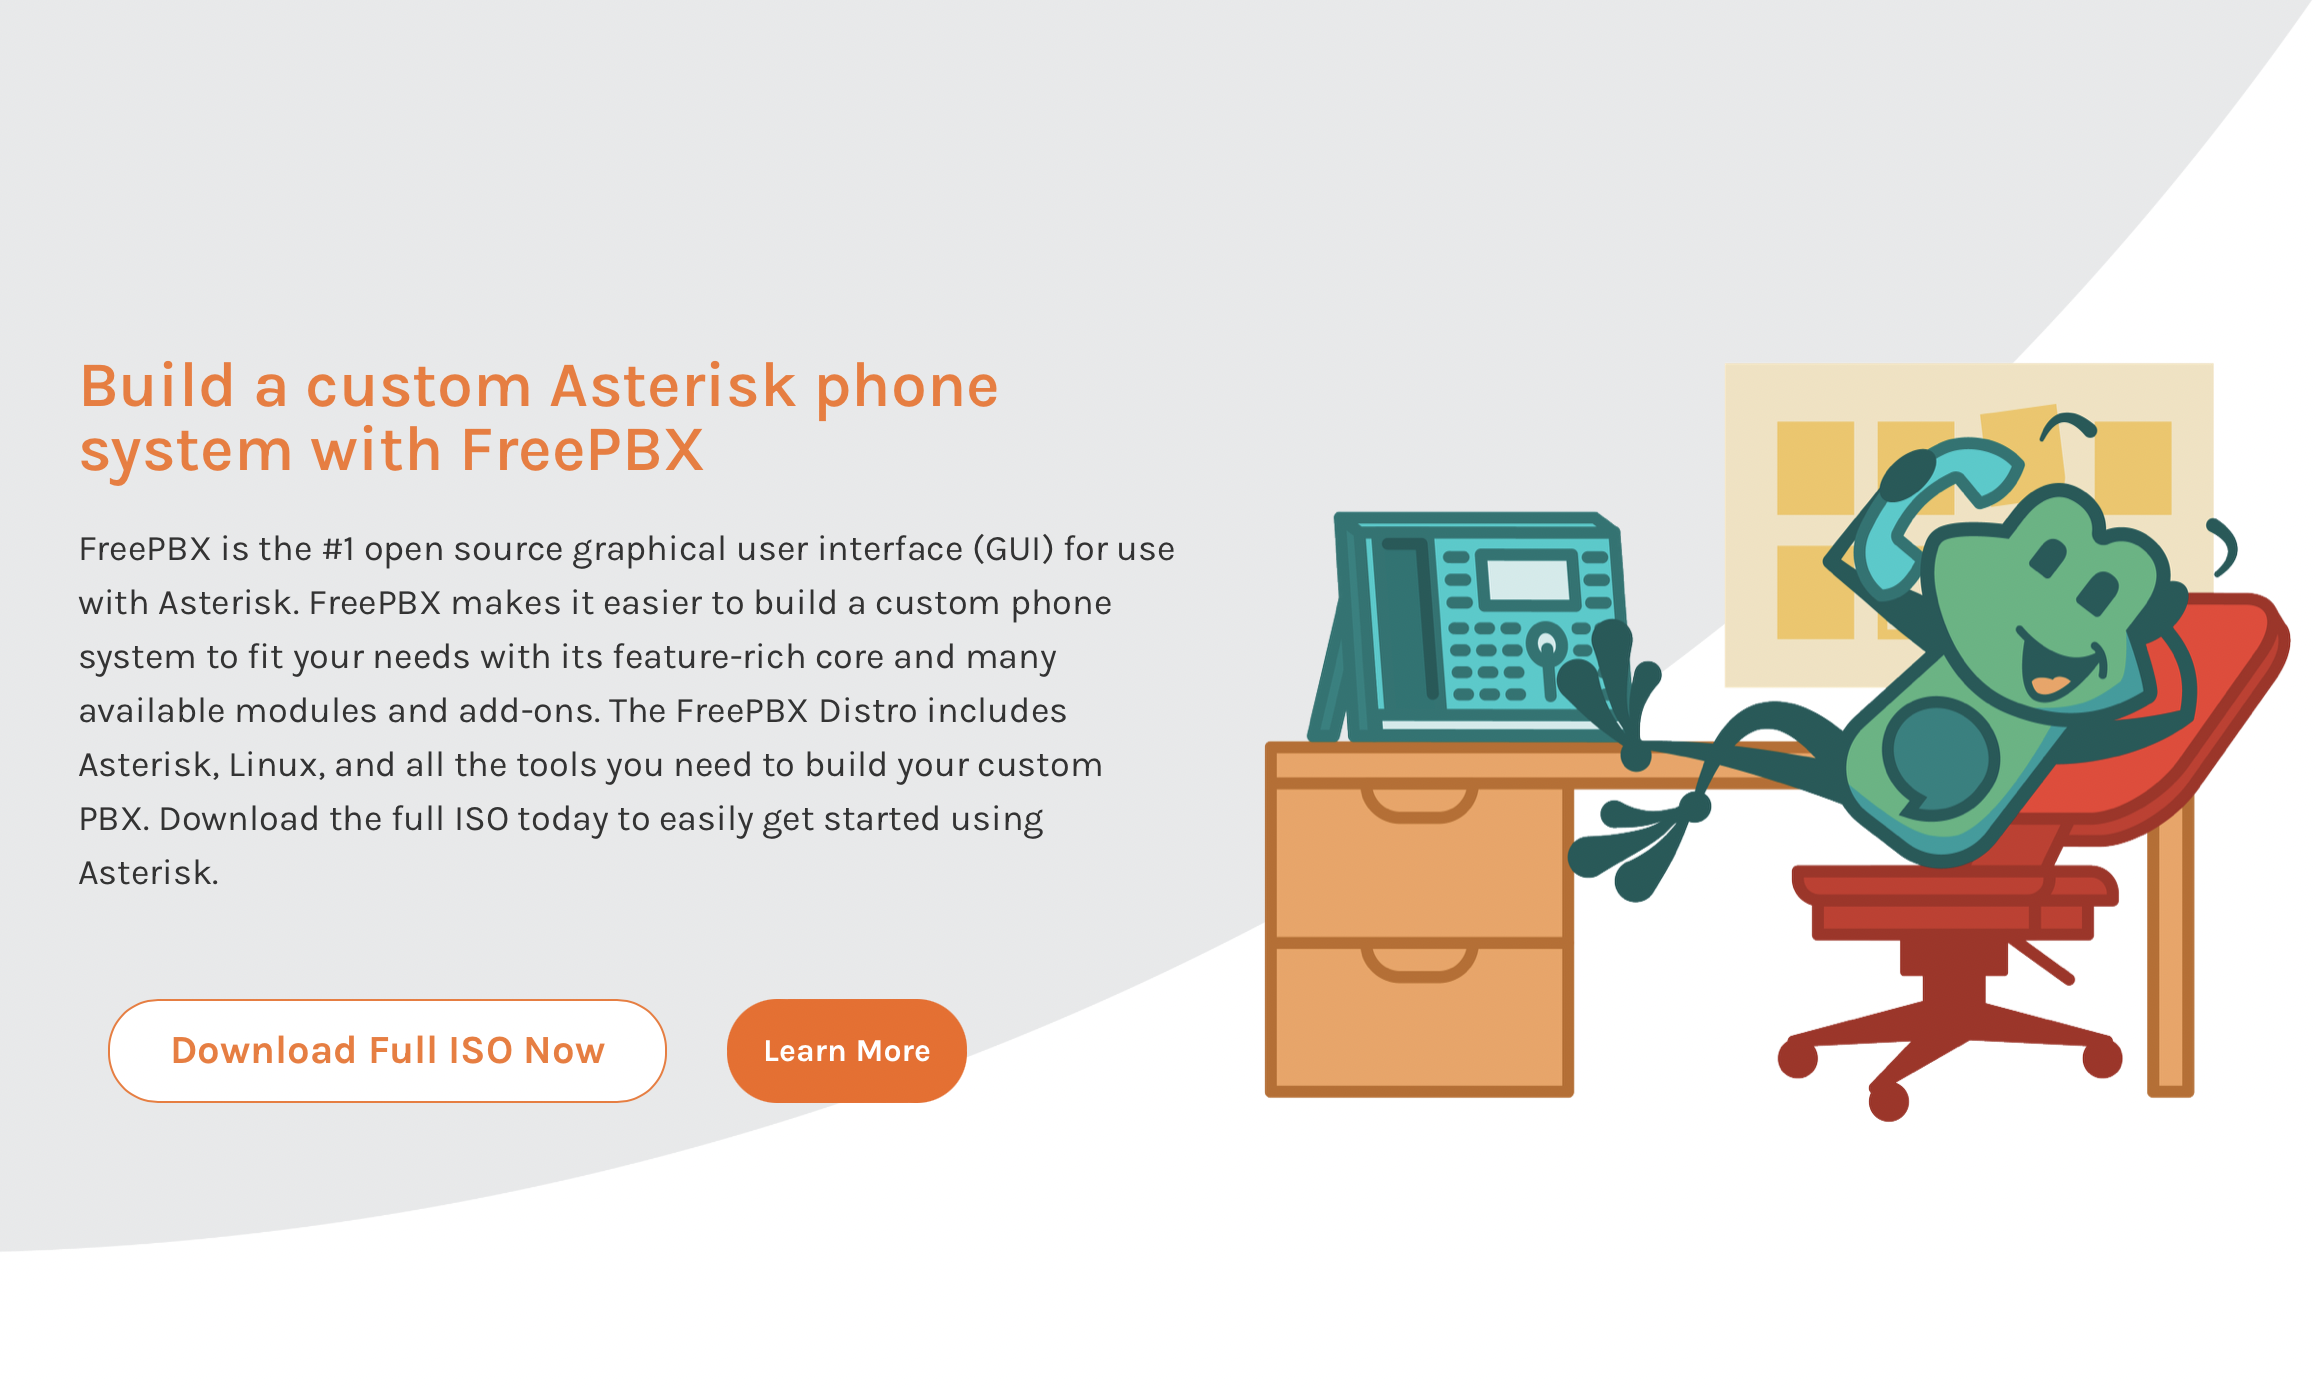 Build a custom Asterisk phone
system with FreePBX
FreePBX is the #1 open source graphical user interface (GUI) for use
with Asterisk. FreePBX makes it easier to build a custom phone
system to fit your needs with its feature-rich core and many
available modules and add-ons. The FreePBX Distro includes
Asterisk, Linux, and all the tools you need to build your custom
PBX. Download the full ISO today to easily get started using
Asterisk.
Download Full ISO Now
Learn More